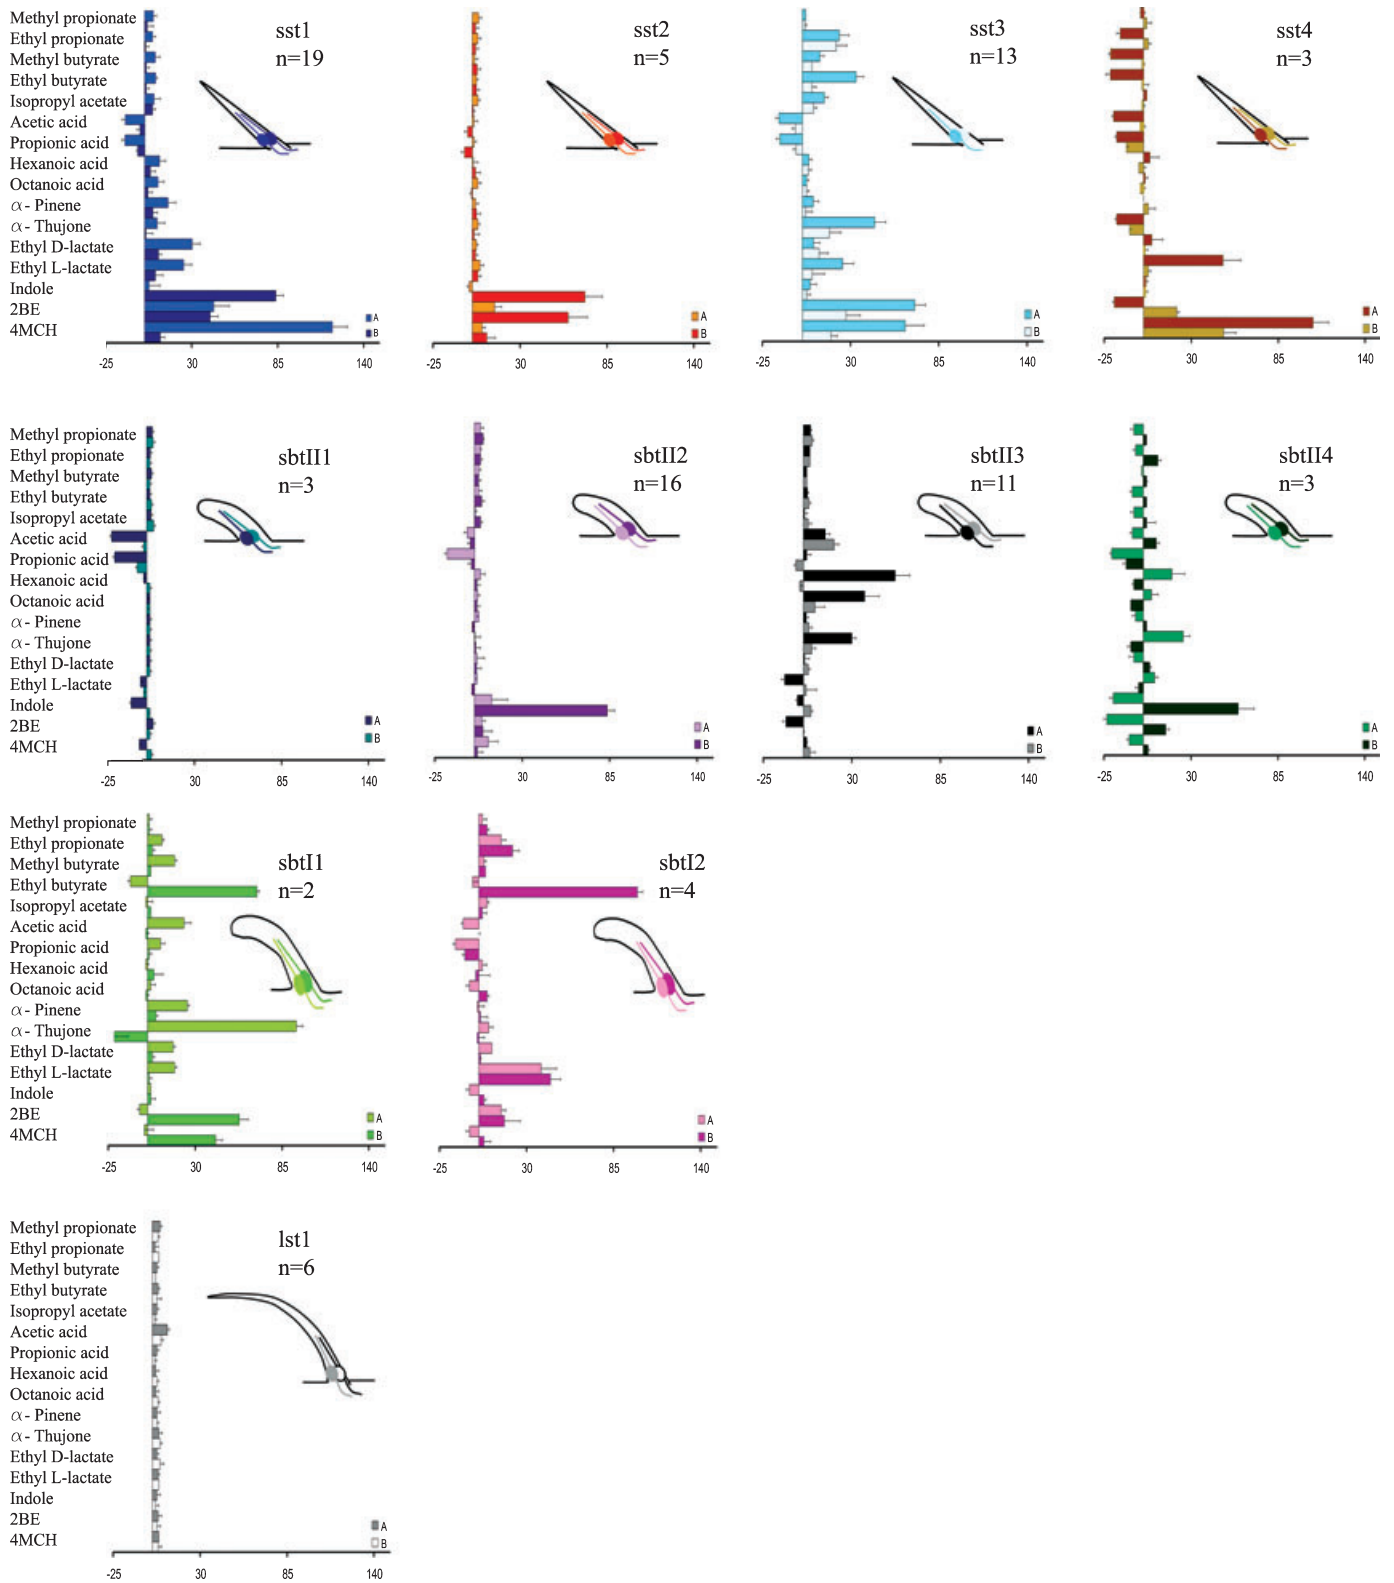 Methyl propionate
Ethyl propionate
Methyl butyrate
Ethyl butyrate
Isopropyl acetate
Acetic acid
Propionic acid
Hexanoic acid
Octanoic acid
α- Pinene
α- Thujone
Ethyl D-lactate
Ethyl L-lactate
Indole
2BE
4MCH
sst1
n=19
A
B
-25 30 85 140
sst2
n=5
A
B
-25 30 85 140
sst3
n=13
A
B
-25 30 85 140
sst4
n=3
A
B
-25 30 85 140
Methyl propionate
Ethyl propionate
Methyl butyrate
Ethyl butyrate
Isopropyl acetate
Acetic acid
Propionic acid
Hexanoic acid
Octanoic acid
α- Pinene
α- Thujone
Ethyl D-lactate
Ethyl L-lactate
Indole
2BE
4MCH
sbtII1
n=3
A
B
-25 30 85 140
sbtII2
n=16
A
B
-25 30 85 140
sbtII3
n=11
A
B
-25 30 85 140
sbtII4
n=3
A
B
-25 30 85 140
Methyl propionate
Ethyl propionate
Methyl butyrate
Ethyl butyrate
Isopropyl acetate
Acetic acid
Propionic acid
Hexanoic acid
Octanoic acid
α- Pinene
α- Thujone
Ethyl D-lactate
Ethyl L-lactate
Indole
2BE
4MCH
sbtI1
n=2
A
B
-25 30 85 140
sbtI2
n=4
A
B
-25 30 85 140
Methyl propionate
Ethyl propionate
Methyl butyrate
Ethyl butyrate
Isopropyl acetate
Acetic acid
Propionic acid
Hexanoic acid
Octanoic acid
α- Pinene
α- Thujone
Ethyl D-lactate
Ethyl L-lactate
Indole
2BE
4MCH
lst1
n=6
A
B
-25 30 85 140